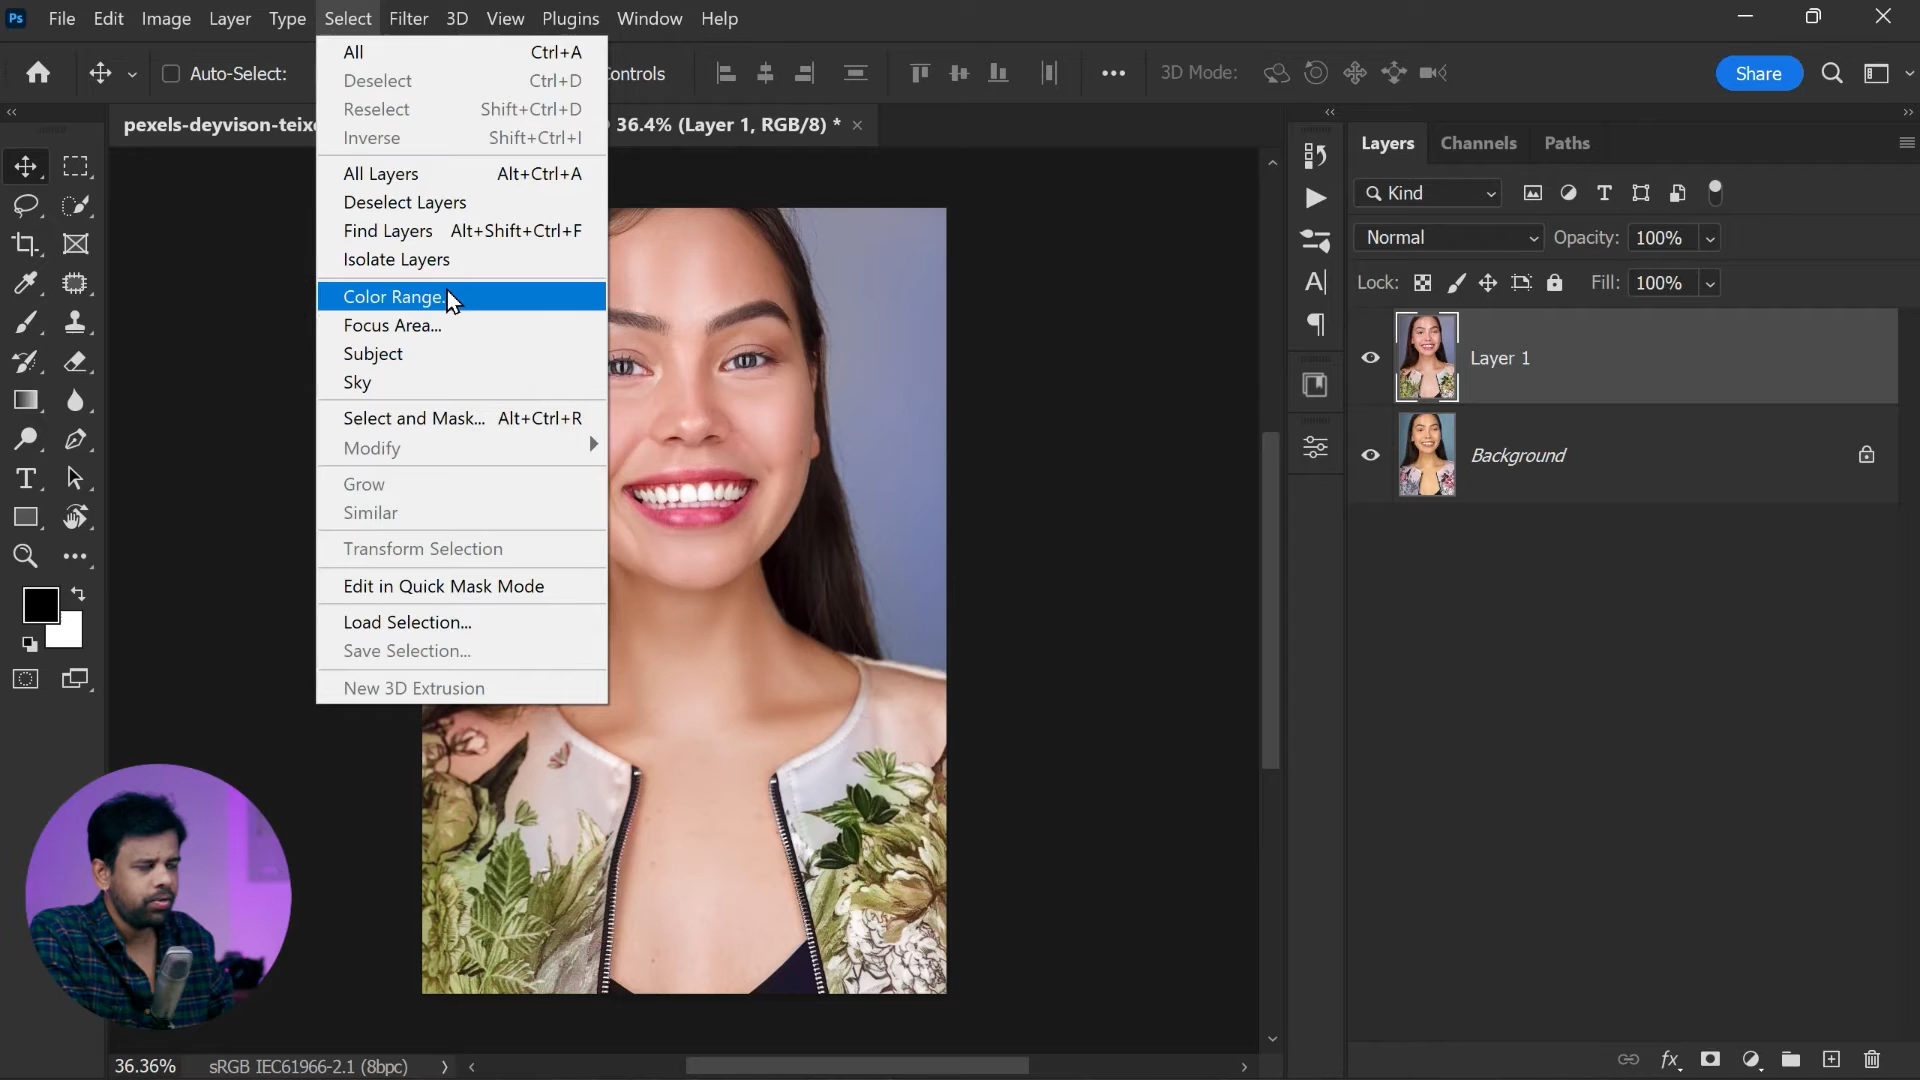 Ps File Edit Image Layer Type Select Filter 3D View Plugins Window Help
Auto-Select: Controls 3D Mode: Share
pexels-deyvison-teixe 36.4% (Layer 1, RGB/8) *
All Ctrl+A
Deselect Ctrl+D
Reselect Shift+Ctrl+D
Inverse Shift+Ctrl+I
All Layers Alt+Ctrl+A
Deselect Layers
Find Layers Alt+Shift+Ctrl+F
Isolate Layers
Color Range...
Focus Area...
Subject
Sky
Select and Mask... Alt+Ctrl+R
Modify
Grow
Similar
Transform Selection
Edit in Quick Mask Mode
Load Selection...
Save Selection...
New 3D Extrusion
Layers Channels Paths
Kind
Normal Opacity: 100%
Lock: Fill: 100%
Layer 1
Background
36.36% sRGB IEC61966-2.1 (8bpc)